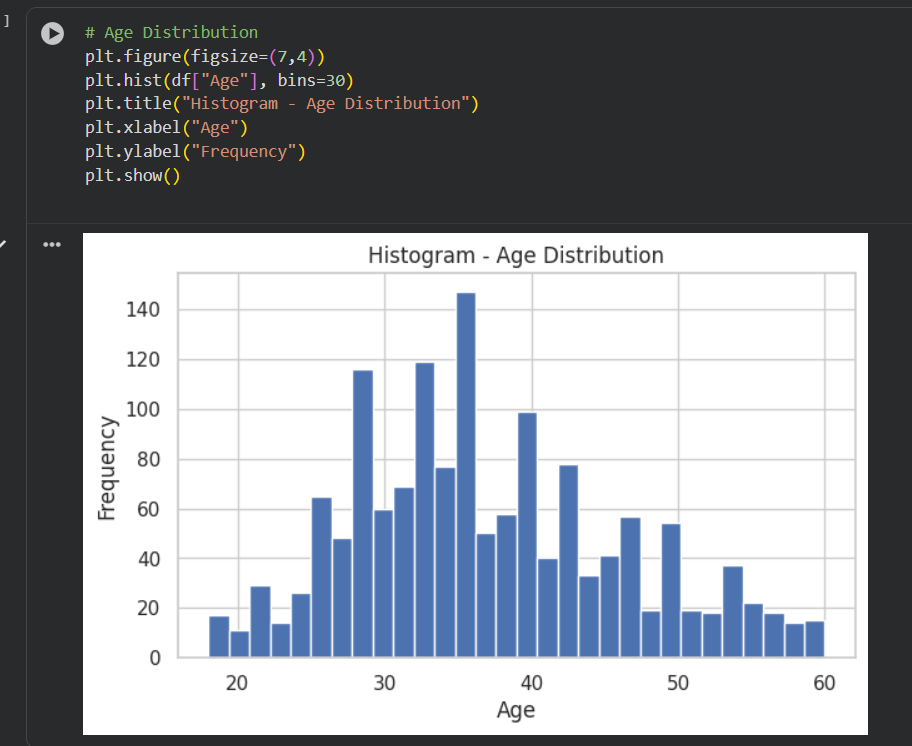 ]
# Age Distribution
plt.figure(figsize=(7,4))
plt.hist(df["Age"], bins=30)
plt.title("Histogram - Age Distribution")
plt.xlabel("Age")
plt.ylabel("Frequency")
plt.show()
Histogram - Age Distribution
140
120
100
80
60
40
20
0
Frequency
20 30 40 50 60
Age